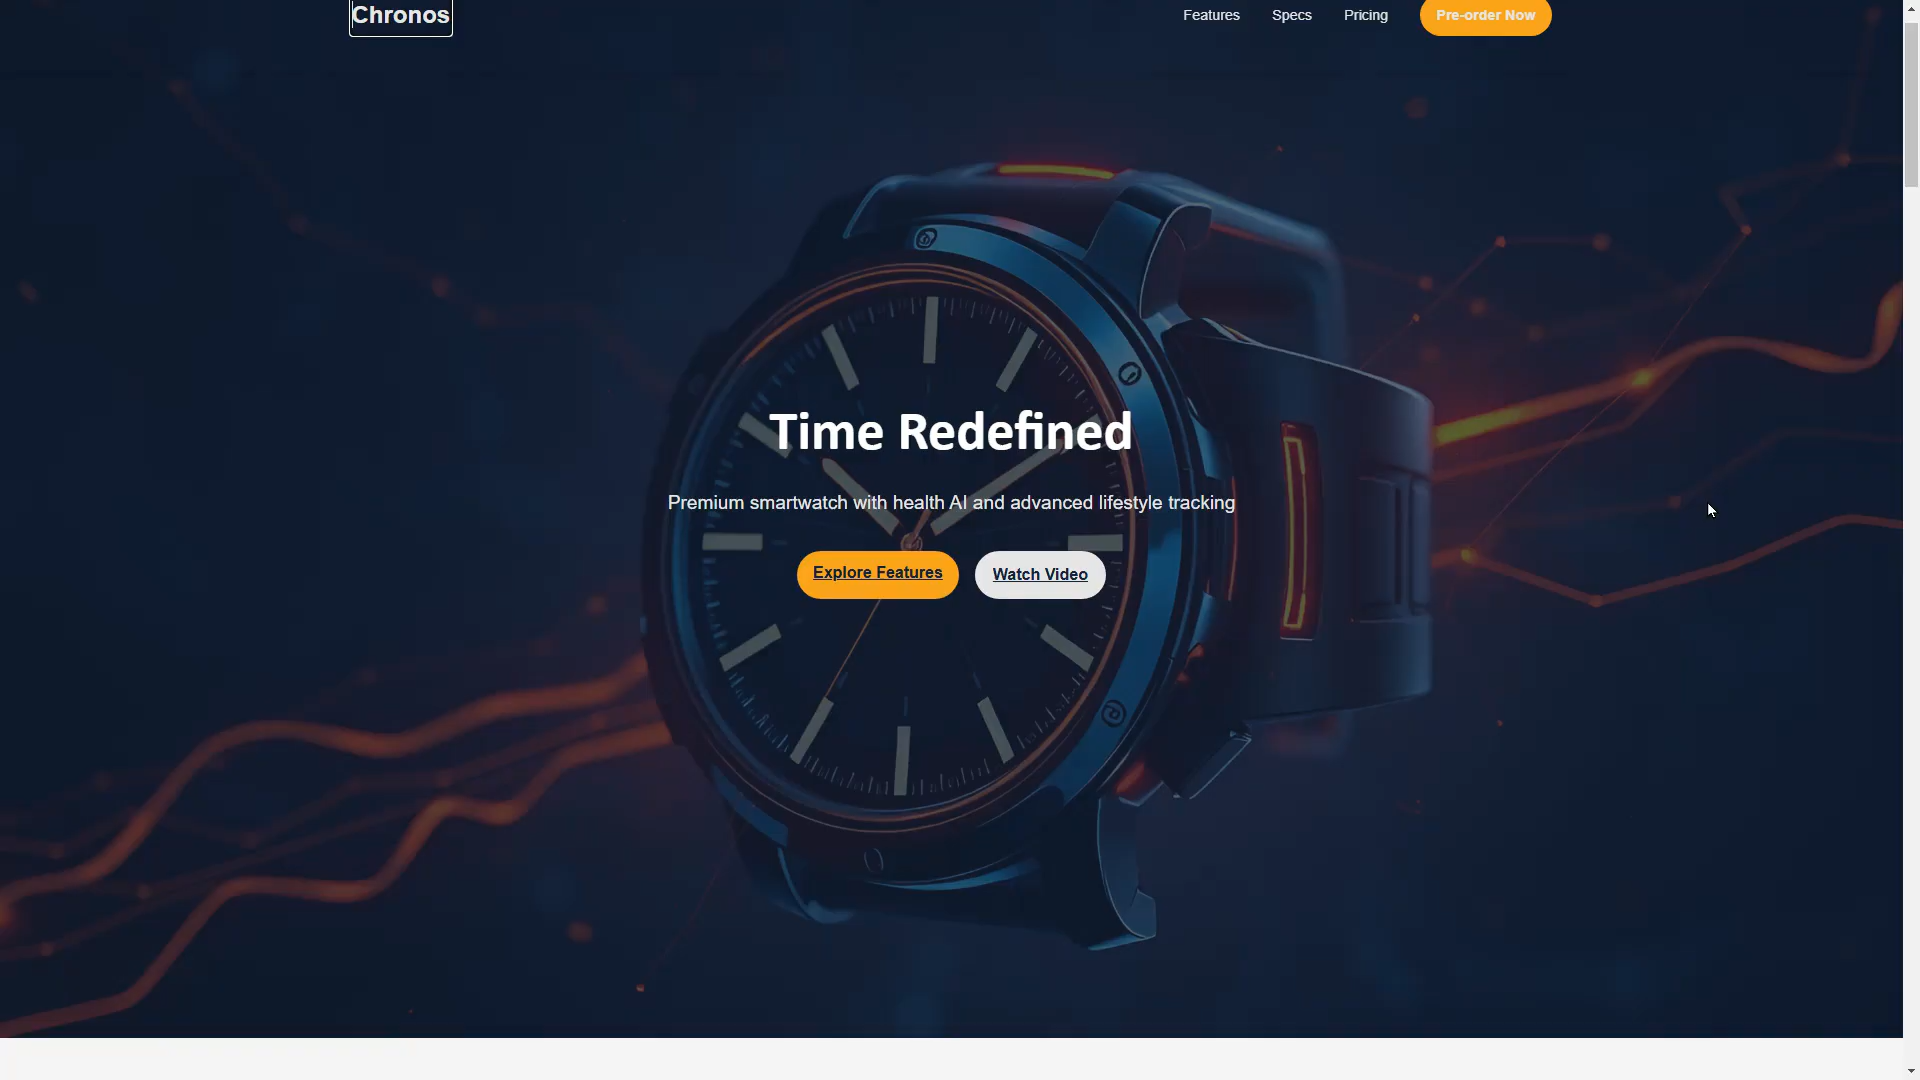 Chronos
Features
Specs
Pricing
Pre-order Now
Time Redefined
Premium smartwatch with health AI and advanced lifestyle tracking
Explore Features
Watch Video